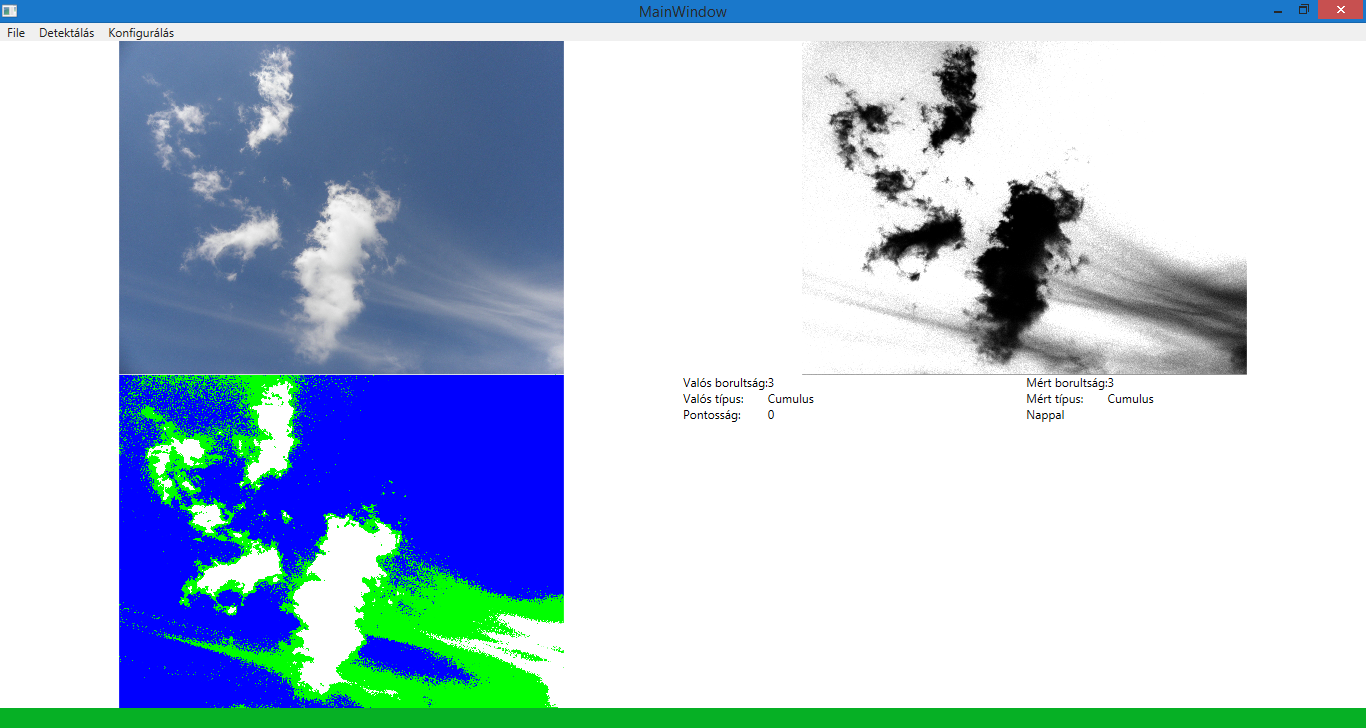 MainWindow
File Detektálás Konfigurálás
Valós borultság:3
Valós típus: Cumulus
Pontosság: 0
Mért borultság:3
Mért típus: Cumulus
Nappal